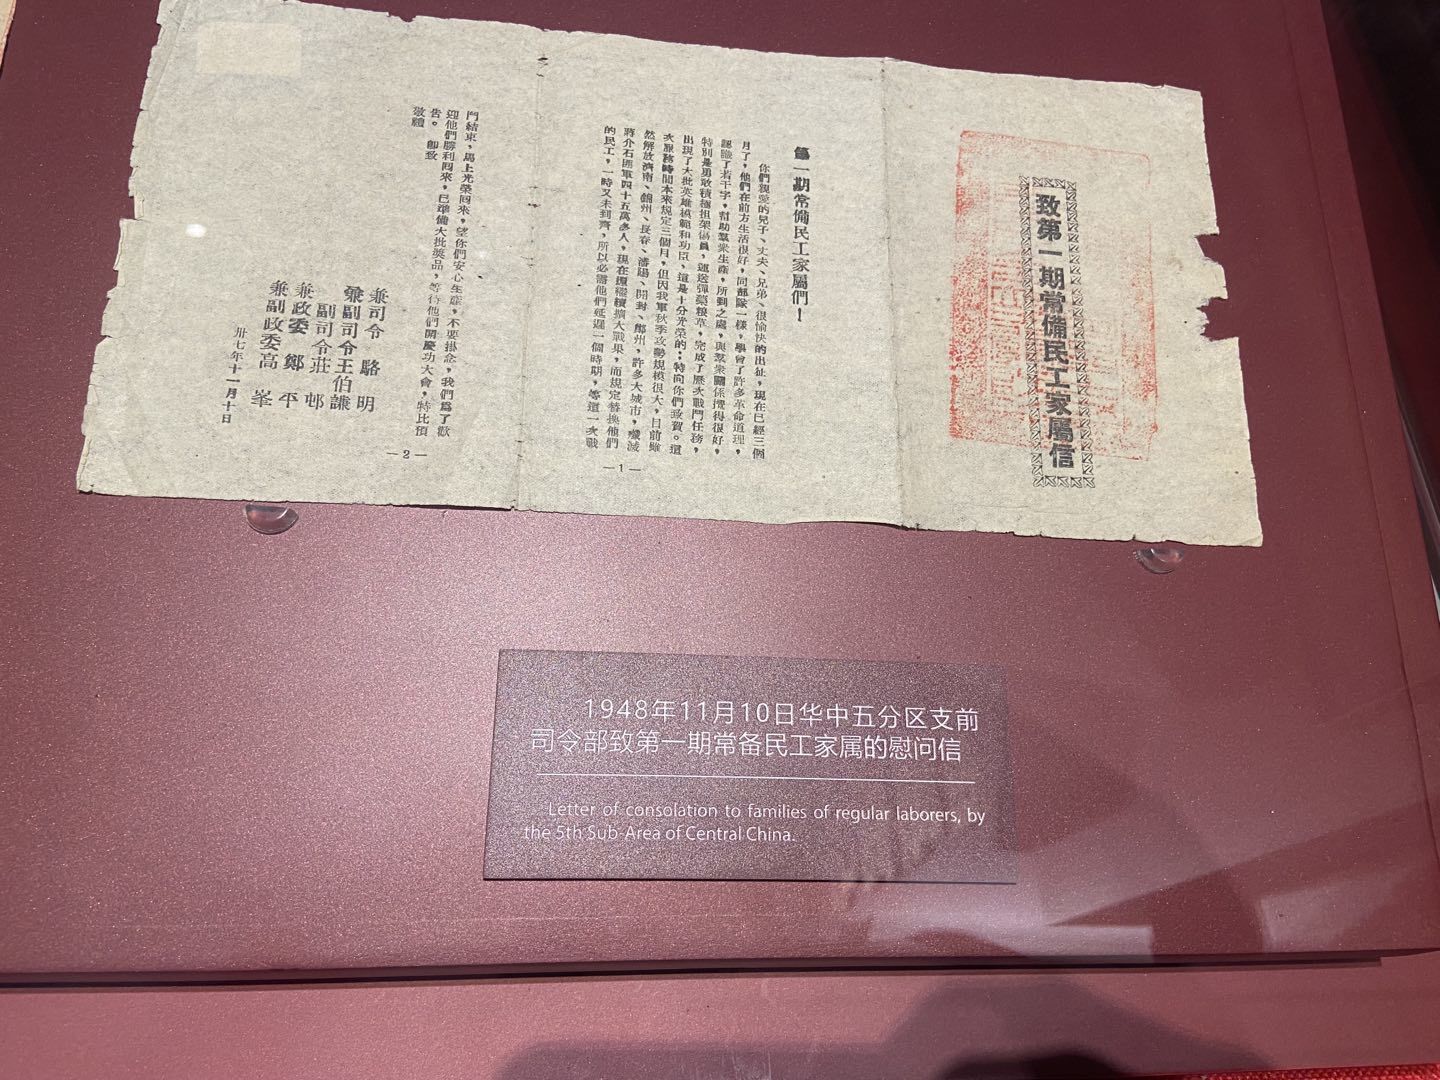 致第一期常備民工家屬信
第一期常備民工家屬們！
你們親愛的兒子、丈夫、兄弟、很愉快的出征，現在已經三個
月了，他們在前方生活很好，同部隊一樣，學會了許多革命道理，
認識了若干字，幫助羣衆生產，所到之處，與羣衆關係攪得很好，
特別是勇敢積極担架傷員，運送彈藥糧草，完成了歷次戰鬥任務，
出現了大批英雄模範和功臣、這是十分光榮的；特向你們致賀。這
次服務時間本來規定三個月，但因我軍秋季攻勢規模很大，目前雖
然解放濟南、錦州、長春、瀋陽、開封、鄭州，許多大城市，殲滅
蔣介石匪軍四十五萬多人，現在還繼續擴大戰果，而規定替換他們
的民工，一時又未到齊，所以必需他們延遲一個時期，等這一次戰
—1—
鬥結束，馬上光榮回來，望你們安心生產，不要掛念，我們爲了歡
迎他們勝利回來，已準備大批獎品，等待他們開慶功大會，特此預
告。 卽致
敬禮
兼司令 駱明
兼副司令王伯謙
副司令莊邨
兼政委 鄭平
兼副政委高峯
卅七年十一月十日
—2—
1948年11月10日华中五分区支前
司令部致第一期常备民工家属的慰问信
Letter of consolation to families of regular laborers, by
the 5th Sub-Area of Central China.